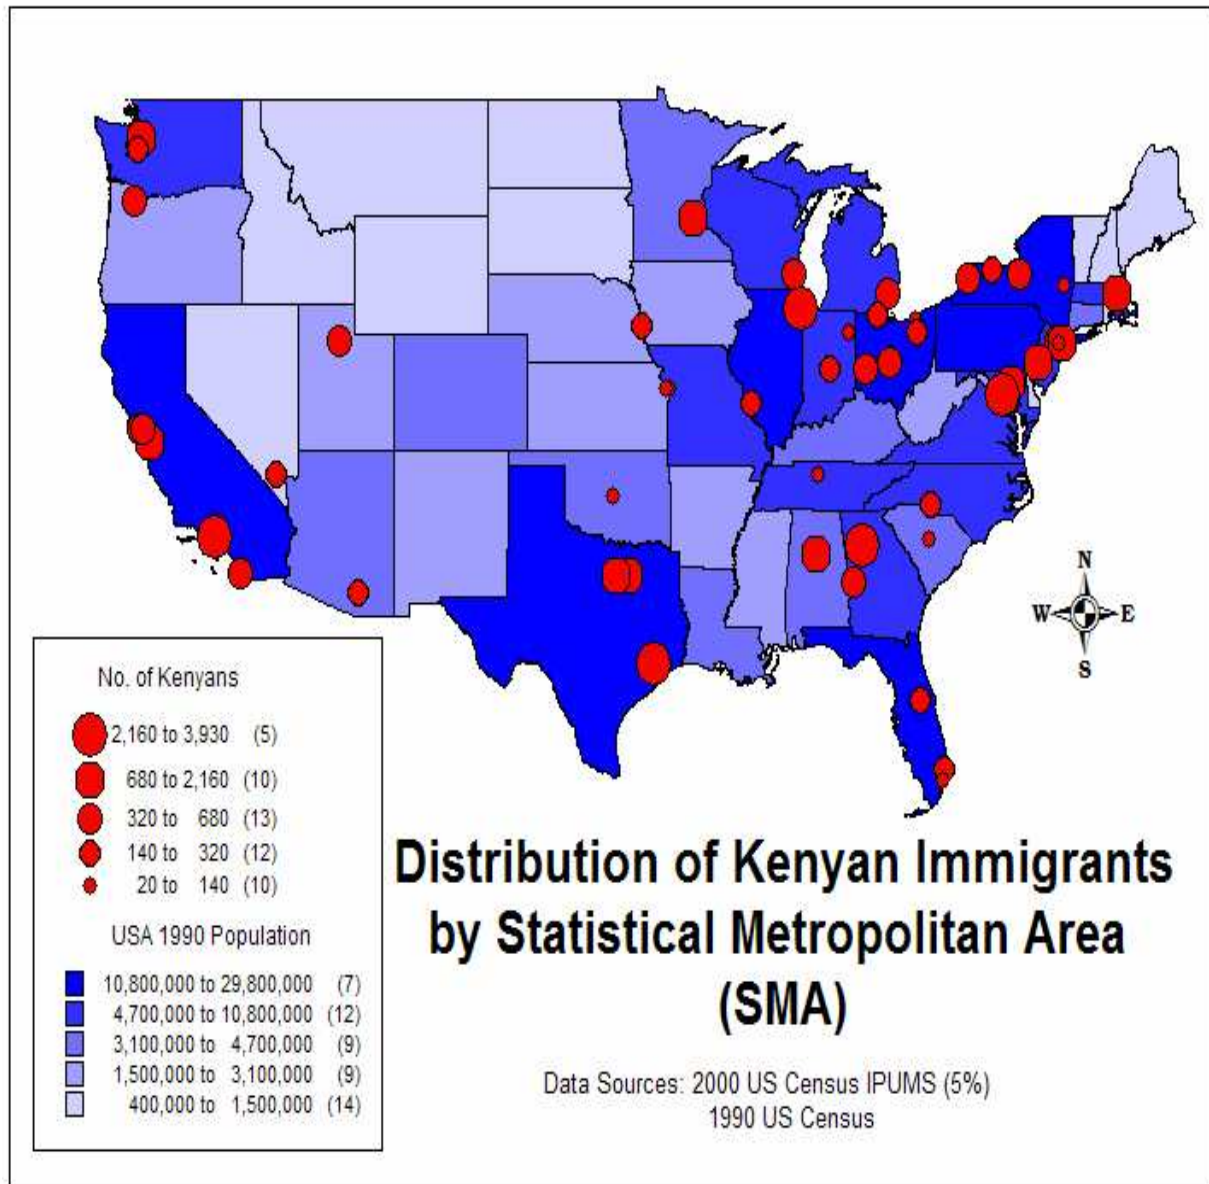 N
W E
S
No. of Kenyans
2,160 to 3,930 (5)
680 to 2,160 (10)
320 to 680 (13)
140 to 320 (12)
20 to 140 (10)
USA 1990 Population
10,800,000 to 29,800,000 (7)
4,700,000 to 10,800,000 (12)
3,100,000 to 4,700,000 (9)
1,500,000 to 3,100,000 (9)
400,000 to 1,500,000 (14)
Distribution of Kenyan Immigrants
by Statistical Metropolitan Area
(SMA)
Data Sources: 2000 US Census IPUMS (5%)
1990 US Census